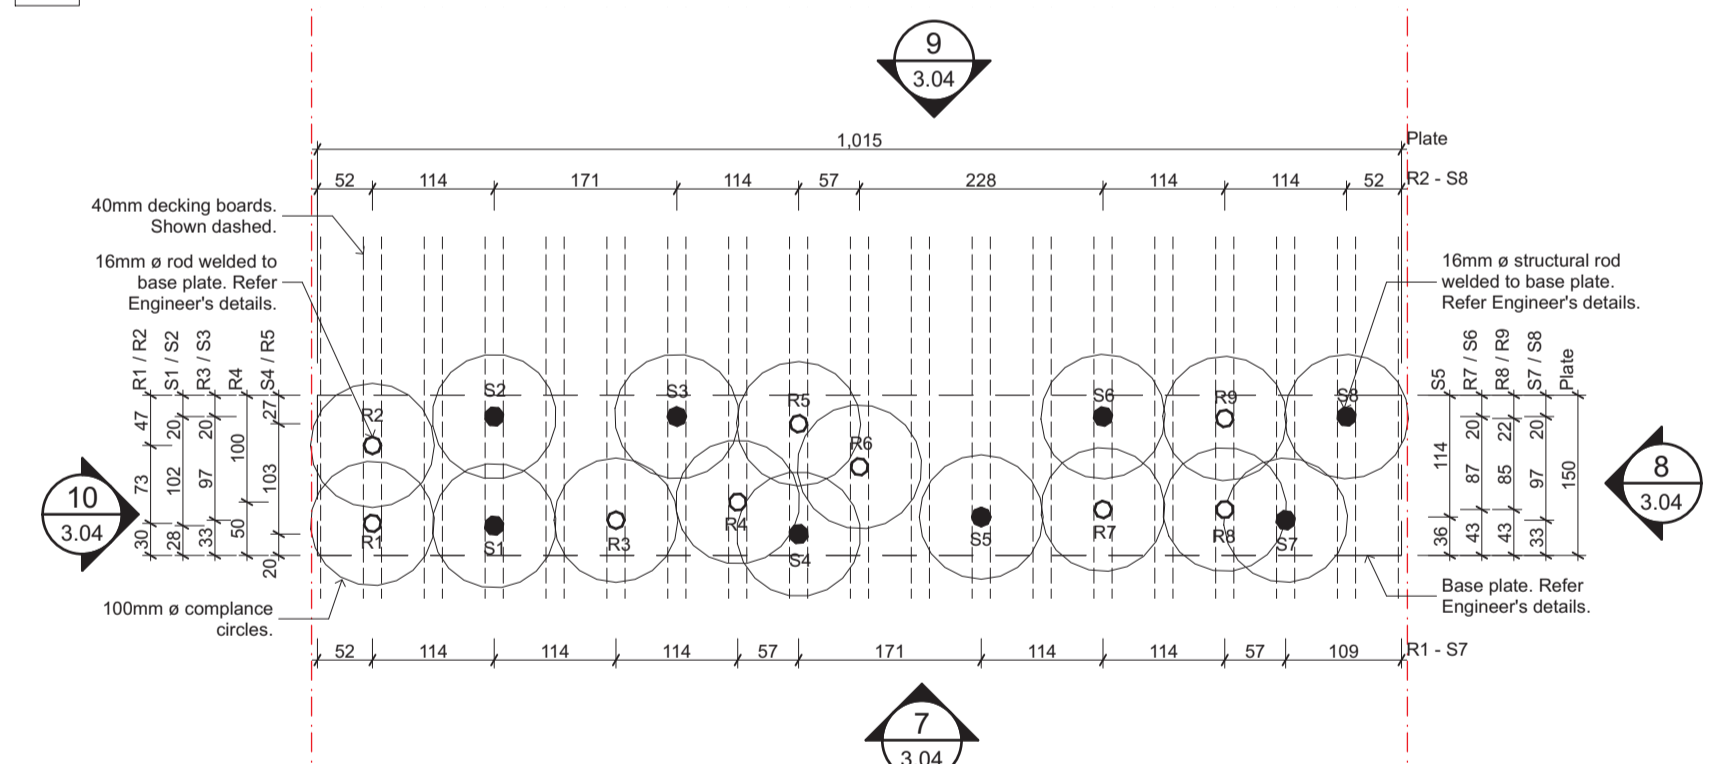 9
3.04
1,015
Plate
52 114 171 114 57 228 114 114 52
R2 - S8
40mm decking boards.
Shown dashed.
16mm ø rod welded to
base plate. Refer
Engineer's details.
16mm ø structural rod
welded to base plate.
Refer Engineer's details.
R1 / R2
S1 / S2
R3 / S3
R4
S4 / R5
47
73
30
20
102
28
20
97
33
100
50
27
103
20
S2
S3
R5
S6
R9
S8
R2
R6
R1
S1
R3
R4
S4
S5
R7
R8
S7
S5
R7 / S6
R8 / R9
S7 / S8
Plate
114
36
20
87
43
22
85
43
20
97
33
150
10
3.04
8
3.04
100mm ø complance
circles.
Base plate. Refer
Engineer's details.
52 114 114 114 57 171 114 114 57 109
R1 - S7
7
3.04